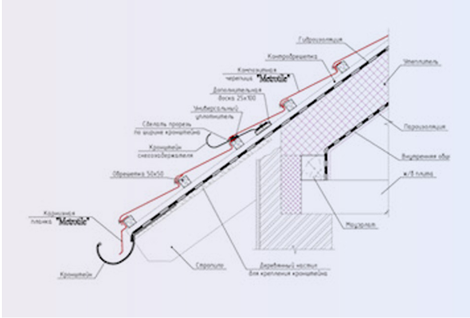 Гидроизоляция
Контробрешетка
Композитная
черепица "Metrotile"
Утеплитель
Дополнительная
доска 25х100
Универсальный
уплотнитель
Сделать прорезь
по ширине кронштейна
Пароизоляция
Кронштейн
снегозадержателя
Внутренняя обш
Обрешетка 50х50
ж/б плита
Карнизная
планка "Metrotile"
Мауэрлат
Кронштейн
Стропила
Деревянный настил
для крепления кронштейна